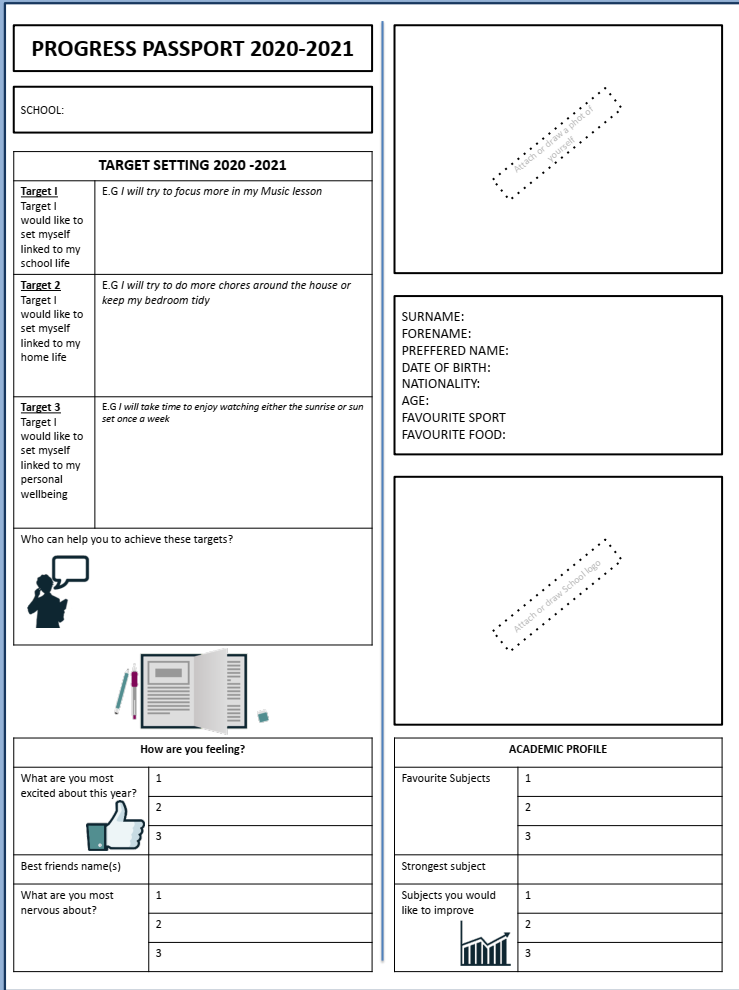 PROGRESS PASSPORT 2020-2021
SCHOOL:
TARGET SETTING 2020 -2021
Target I
Target I
would like to
set myself
linked to my
school life
E.G I will try to focus more in my Music lesson
Target 2
Target I
would like to
set myself
linked to my
home life
E.G I will try to do more chores around the house or
keep my bedroom tidy
Target 3
Target I
would like to
set myself
linked to my
personal
wellbeing
E.G I will take time to enjoy watching either the sunrise or sun
set once a week
Who can help you to achieve these targets?
How are you feeling?
What are you most
excited about this year?
1
2
3
Best friends name(s)
What are you most
nervous about?
1
2
3
Attach or draw a phot of
yourself
SURNAME:
FORENAME:
PREFFERED NAME:
DATE OF BIRTH:
NATIONALITY:
AGE:
FAVOURITE SPORT
FAVOURITE FOOD:
Attach or draw School logo
ACADEMIC PROFILE
Favourite Subjects
1
2
3
Strongest subject
Subjects you would
like to improve
1
2
3